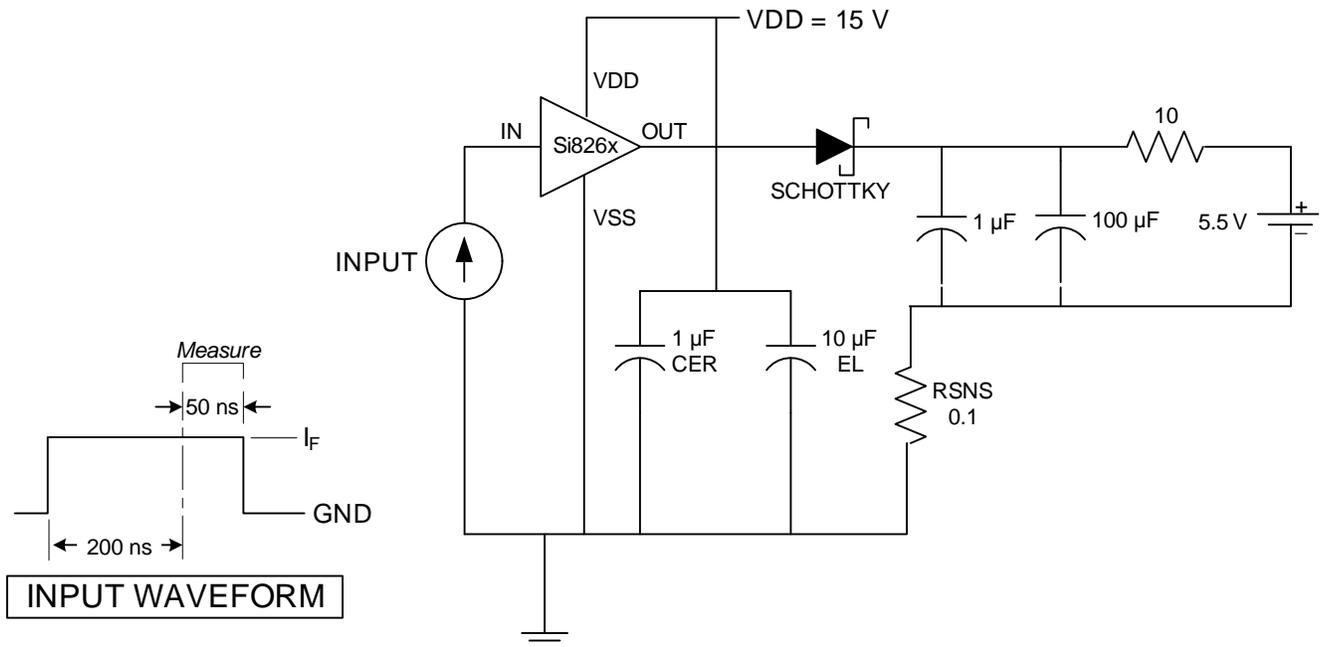 VDD = 15 V
VDD
10
IN
Si826x
OUT
SCHOTTKY
VSS
1 µF
100 µF
5.5 V
+
–
INPUT
1 µF
CER
10 µF
EL
RSNS
0.1
Measure
50 ns
IF
GND
200 ns
INPUT WAVEFORM